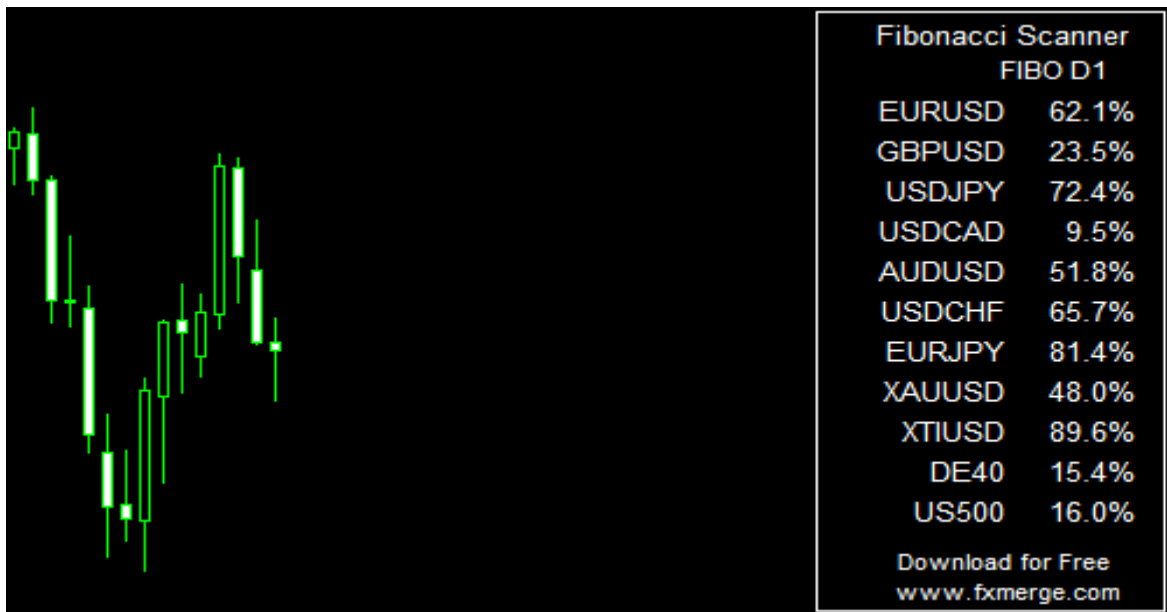 Fibonacci Scanner
FIBO D1
EURUSD 62.1%
GBPUSD 23.5%
USDJPY 72.4%
USDCAD 9.5%
AUDUSD 51.8%
USDCHF 65.7%
EURJPY 81.4%
XAUUSD 48.0%
XTIUSD 89.6%
DE40 15.4%
US500 16.0%
Download for Free
www.fxmerge.com